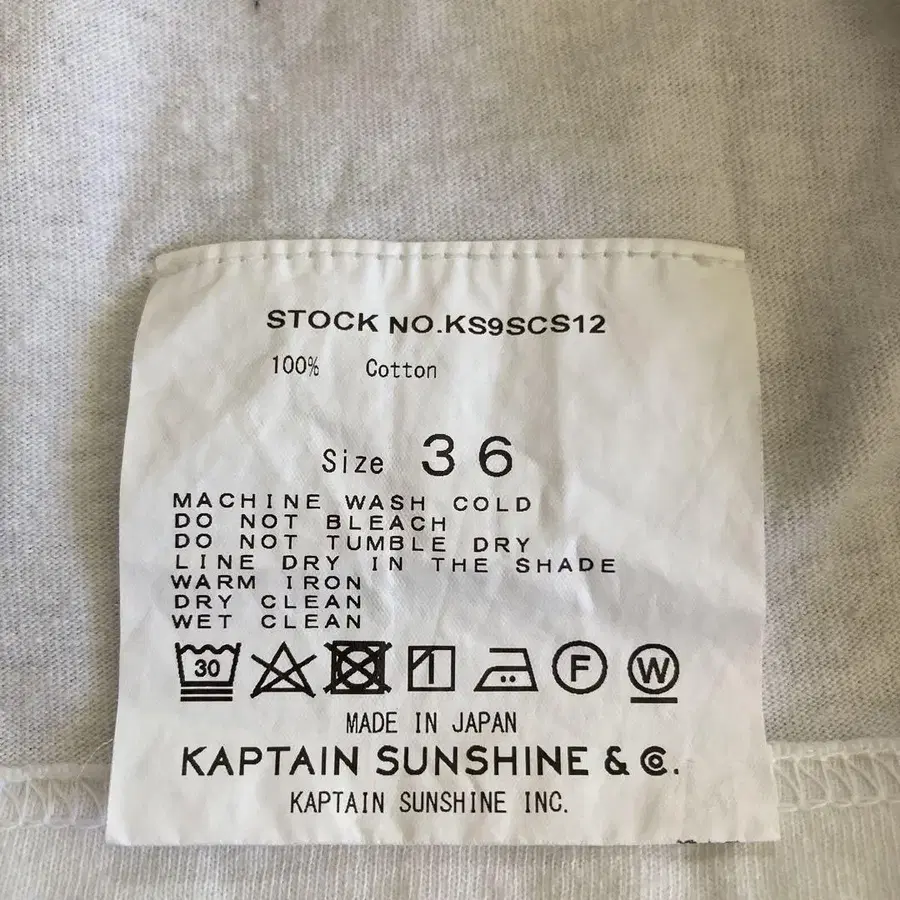 STOCK NO.KS9SCS12
100% Cotton
Size 36
MACHINE WASH COLD
DO NOT BLEACH
DO NOT TUMBLE DRY
LINE DRY IN THE SHADE
WARM IRON
DRY CLEAN
WET CLEAN
30 F W
MADE IN JAPAN
KAPTAIN SUNSHINE & Co.
KAPTAIN SUNSHINE INC.